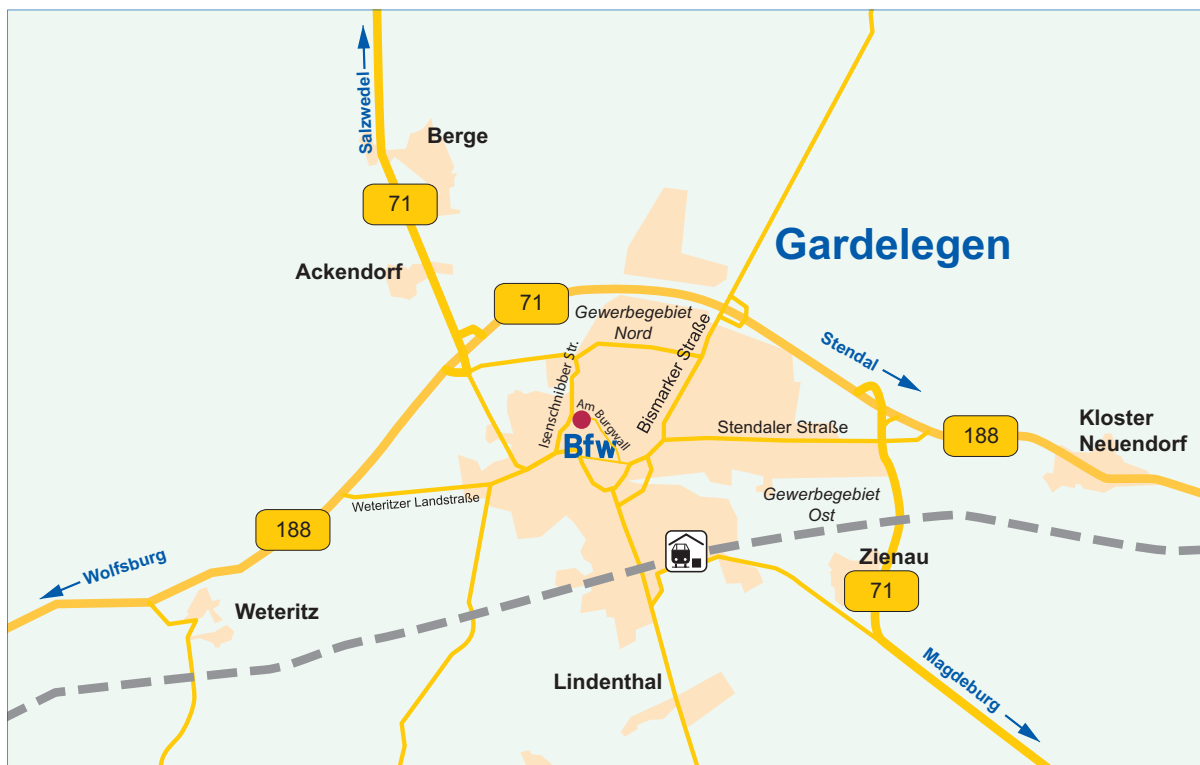 Salzwedel
Berge
71
Gardelegen
Ackendorf
71
Gewerbegebiet
Nord
Stendal
Isenschnibber Str.
Bismarker Straße
Am Burgwall
Bfw
Stendaler Straße
188
Kloster
Neuendorf
Weteritzer Landstraße
Gewerbegebiet
Ost
188
Wolfsburg
Zienau
71
Weteritz
Lindenthal
Magdeburg